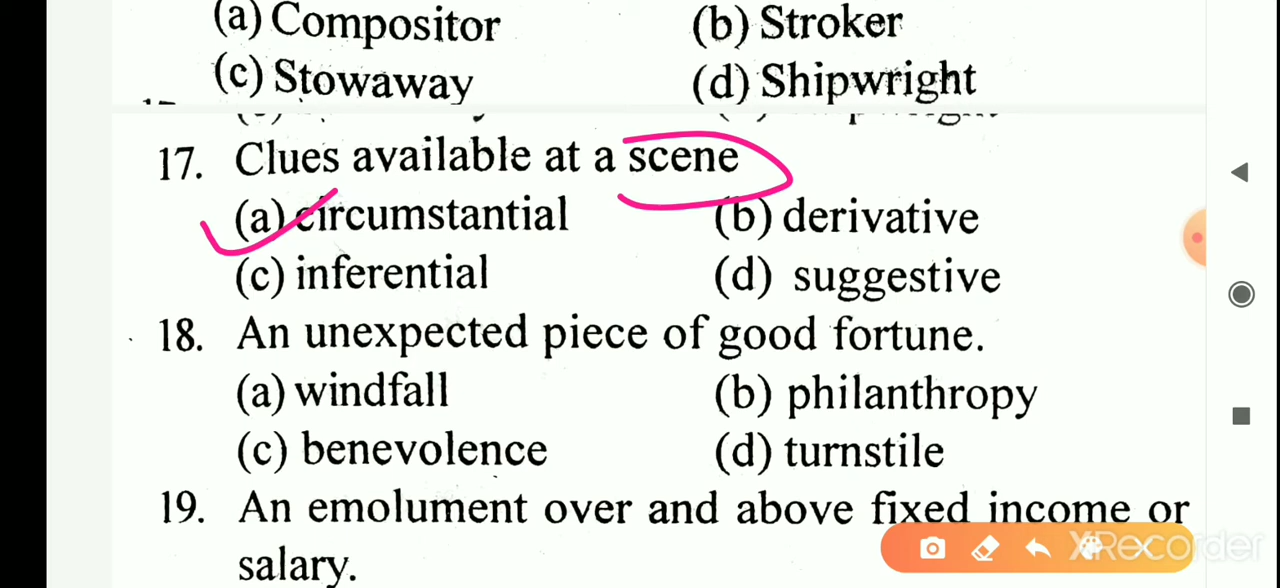 (a) Compositor (b) Stroker
(c) Stowaway (d) Shipwright
17. Clues available at a scene
(a) circumstantial (b) derivative
(c) inferential (d) suggestive
18. An unexpected piece of good fortune.
(a) windfall (b) philanthropy
(c) benevolence (d) turnstile
19. An emolument over and above fixed income or
salary.
XRecorder